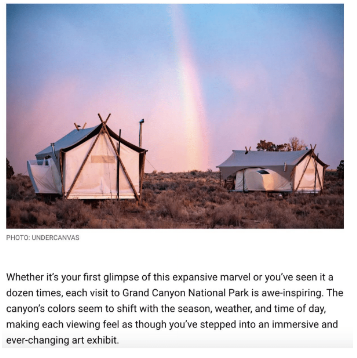 PHOTO: UNDERCANVAS
Whether it's your first glimpse of this expansive marvel or you've seen it a
dozen times, each visit to Grand Canyon National Park is awe-inspiring. The
canyon's colors seem to shift with the season, weather, and time of day,
making each viewing feel as though you've stepped into an immersive and
ever-changing art exhibit.